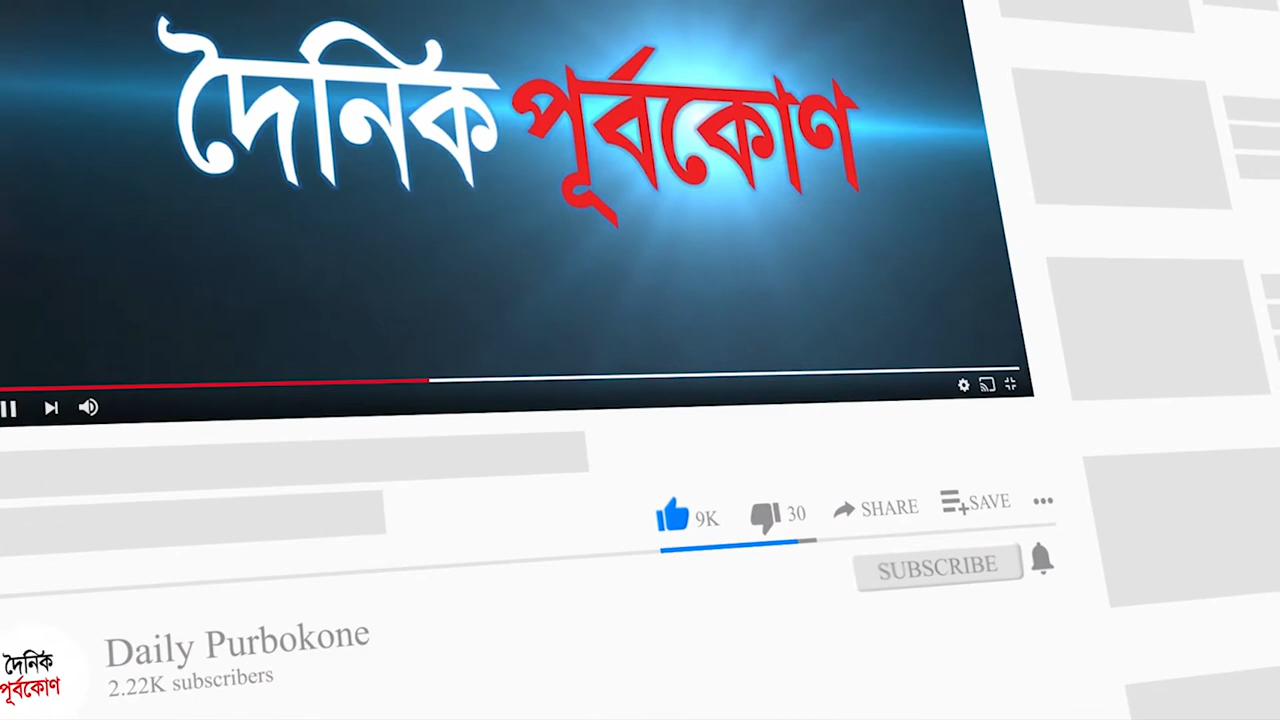 দৈনিক পূর্বকোণ
9K 30 SHARE SAVE
SUBSCRIBE
Daily Purbokone
2.22K subscribers
দৈনিক
পূর্বকোণ